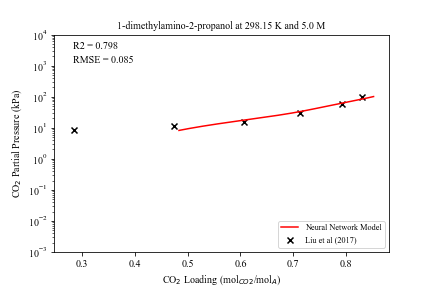 1-dimethylamino-2-propanol at 298.15 K and 5.0 M
R2 = 0.798
RMSE = 0.085
10⁴
10³
10²
10¹
10⁰
10⁻¹
10⁻²
10⁻³
CO₂ Partial Pressure (kPa)
Neural Network Model
Liu et al (2017)
0.3 0.4 0.5 0.6 0.7 0.8
CO₂ Loading (mol_CO2/mol_A)